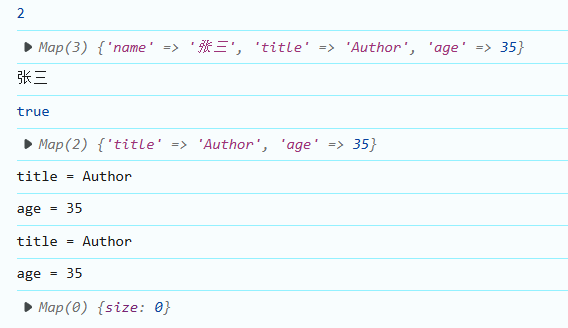 2
Map(3) {'name' => '张三', 'title' => 'Author', 'age' => 35}
张三
true
Map(2) {'title' => 'Author', 'age' => 35}
title = Author
age = 35
title = Author
age = 35
Map(0) {size: 0}